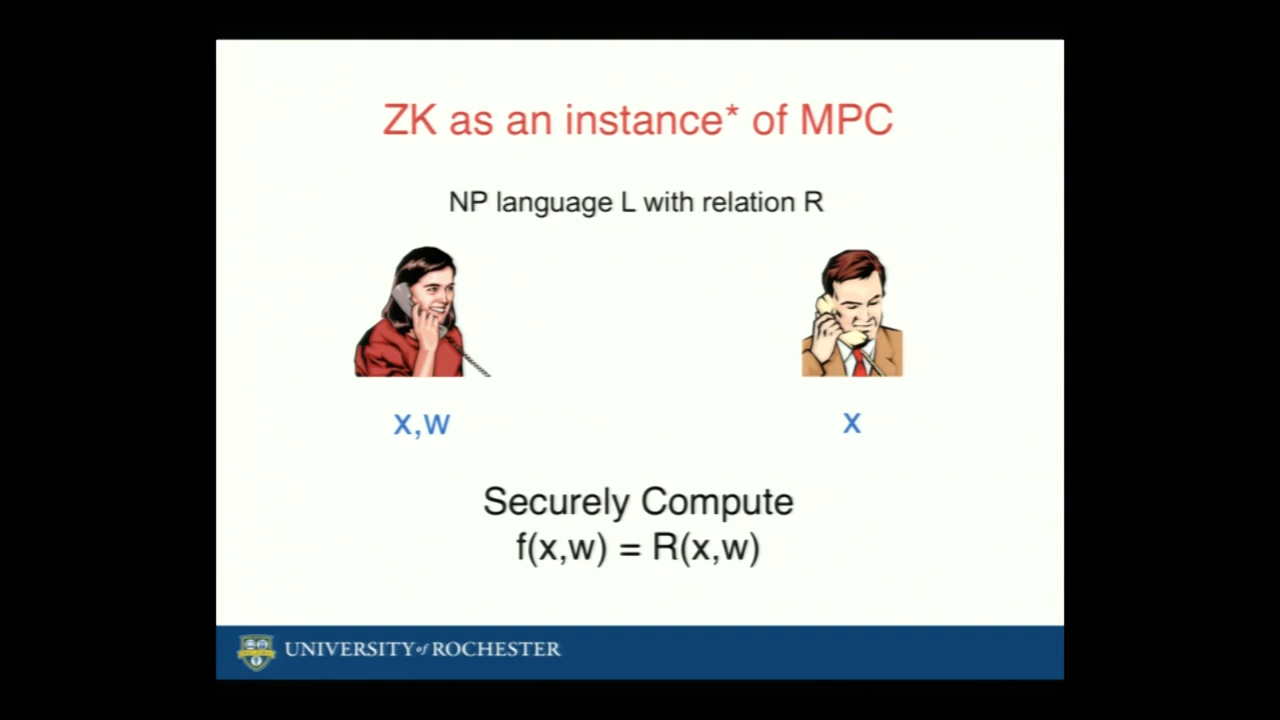 ZK as an instance* of MPC
NP language L with relation R
x,w
x
Securely Compute
f(x,w) = R(x,w)
UNIVERSITY of ROCHESTER